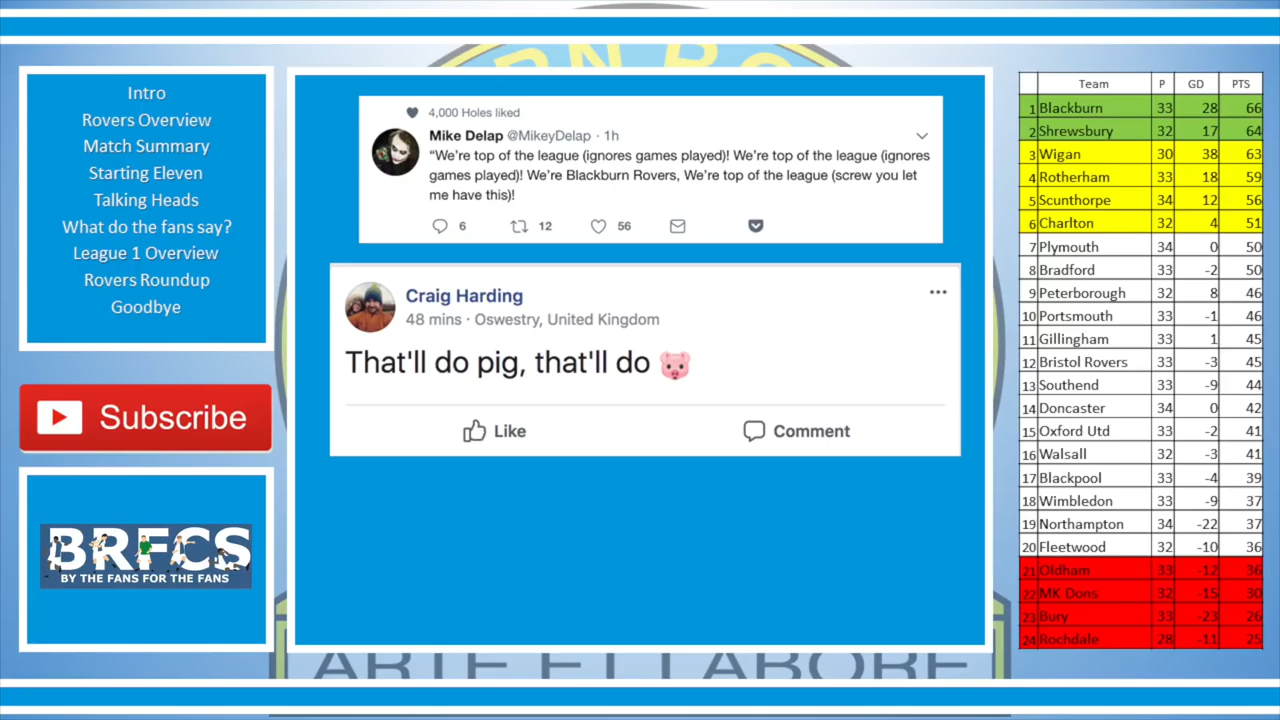 RN RO
Intro
Rovers Overview
Match Summary
Starting Eleven
Talking Heads
What do the fans say?
League 1 Overview
Rovers Roundup
Goodbye
Subscribe
BRFCS
BY THE FANS FOR THE FANS
4,000 Holes liked
Mike Delap @MikeyDelap · 1h
“We're top of the league (ignores games played)! We're top of the league (ignores
games played)! We're Blackburn Rovers, We're top of the league (screw you let
me have this)!
6 12 56
Craig Harding
48 mins · Oswestry, United Kingdom
That'll do pig, that'll do 🐷
Like Comment
Team P GD PTS
1 Blackburn 33 28 66
2 Shrewsbury 32 17 64
3 Wigan 30 38 63
4 Rotherham 33 18 59
5 Scunthorpe 34 12 56
6 Charlton 32 4 51
7 Plymouth 34 0 50
8 Bradford 33 -2 50
9 Peterborough 32 8 46
10 Portsmouth 33 -1 46
11 Gillingham 33 1 45
12 Bristol Rovers 33 -3 45
13 Southend 33 -9 44
14 Doncaster 34 0 42
15 Oxford Utd 33 -2 41
16 Walsall 32 -3 41
17 Blackpool 33 -4 39
18 Wimbledon 33 -9 37
19 Northampton 34 -22 37
20 Fleetwood 32 -10 36
21 Oldham 33 -12 36
22 MK Dons 32 -15 30
23 Bury 33 -23 26
24 Rochdale 28 -11 25
ARTE ET LABORE